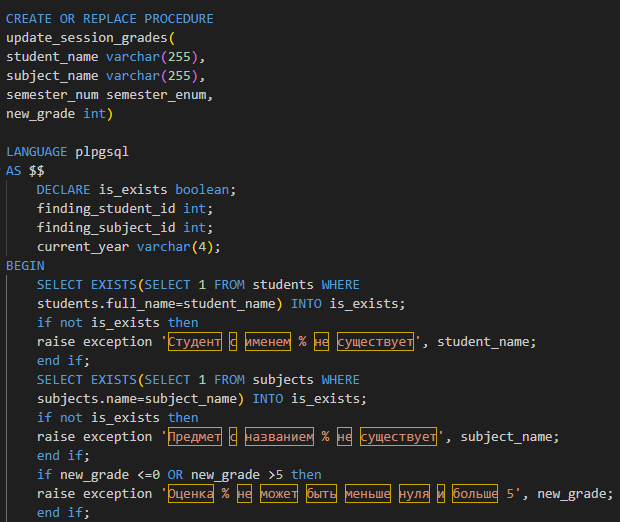 CREATE OR REPLACE PROCEDURE
update_session_grades(
student_name varchar(255),
subject_name varchar(255),
semester_num semester_enum,
new_grade int)
LANGUAGE plpgsql
AS $$
DECLARE is_exists boolean;
finding_student_id int;
finding_subject_id int;
current_year varchar(4);
BEGIN
SELECT EXISTS(SELECT 1 FROM students WHERE
students.full_name=student_name) INTO is_exists;
if not is_exists then
raise exception 'Студент с именем % не существует', student_name;
end if;
SELECT EXISTS(SELECT 1 FROM subjects WHERE
subjects.name=subject_name) INTO is_exists;
if not is_exists then
raise exception 'Предмет с названием % не существует', subject_name;
end if;
if new_grade <=0 OR new_grade >5 then
raise exception 'Оценка % не может быть меньше нуля и больше 5', new_grade;
end if;